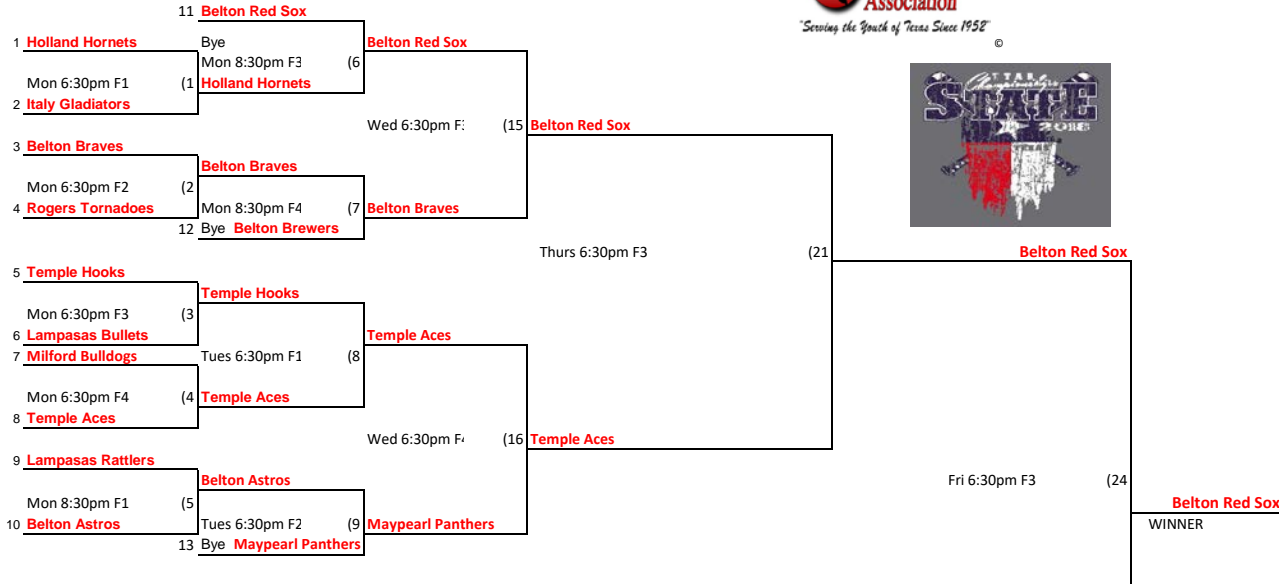 Association
"Serving the Youth of Texas Since 1952"
©
11 Belton Red Sox
1 Holland Hornets Bye Belton Red Sox
Mon 8:30pm F3 (6
Mon 6:30pm F1 (1 Holland Hornets
2 Italy Gladiators
Wed 6:30pm F3 (15 Belton Red Sox
3 Belton Braves
Belton Braves
Mon 6:30pm F2 (2
4 Rogers Tornadoes Mon 8:30pm F4 (7 Belton Braves
12 Bye Belton Brewers
TTAB
Championships
STATE
2018
Thurs 6:30pm F3 (21 Belton Red Sox
5 Temple Hooks
Temple Hooks
Mon 6:30pm F3 (3
6 Lampasas Bullets Temple Aces
7 Milford Bulldogs Tues 6:30pm F1 (8
Mon 6:30pm F4 (4 Temple Aces
8 Temple Aces
Wed 6:30pm F4 (16 Temple Aces
9 Lampasas Rattlers
Belton Astros Fri 6:30pm F3 (24
Mon 8:30pm F1 (5 Belton Red Sox
10 Belton Astros Tues 6:30pm F2 (9 Maypearl Panthers WINNER
13 Bye Maypearl Panthers